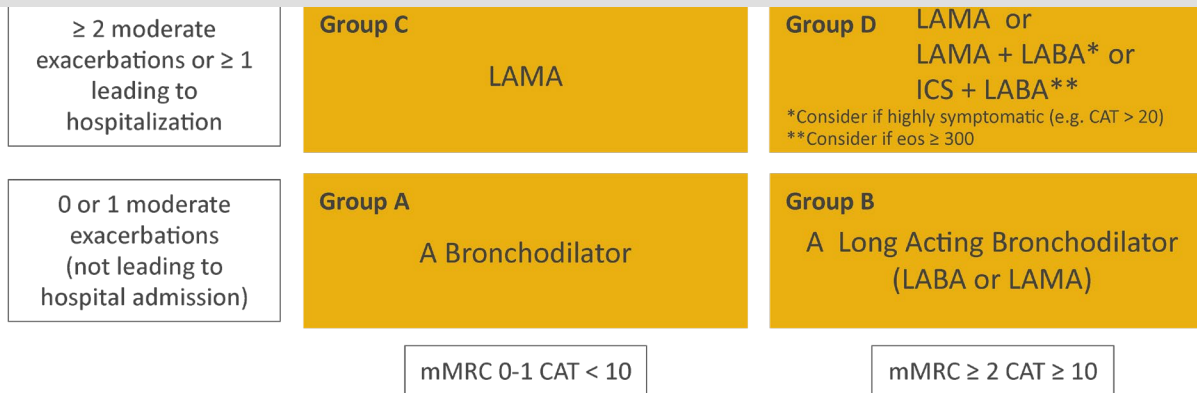 ≥ 2 moderate
exacerbations or ≥ 1
leading to
hospitalization
Group C
LAMA
Group D
LAMA or
LAMA + LABA* or
ICS + LABA**
*Consider if highly symptomatic (e.g. CAT > 20)
**Consider if eos ≥ 300
0 or 1 moderate
exacerbations
(not leading to
hospital admission)
Group A
A Bronchodilator
Group B
A Long Acting Bronchodilator
(LABA or LAMA)
mMRC 0-1 CAT < 10
mMRC ≥ 2 CAT ≥ 10